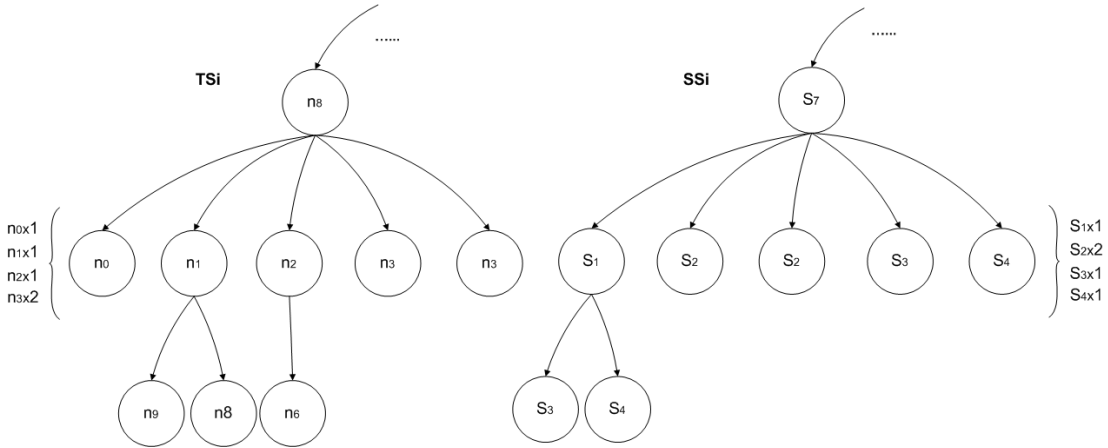 ...... ......
TSi SSi
n8 S7
n0x1
n1x1
n2x1
n3x2
n0 n1 n2 n3 n3 S1 S2 S2 S3 S4
S1x1
S2x2
S3x1
S4x1
n9 n8 n6 S3 S4